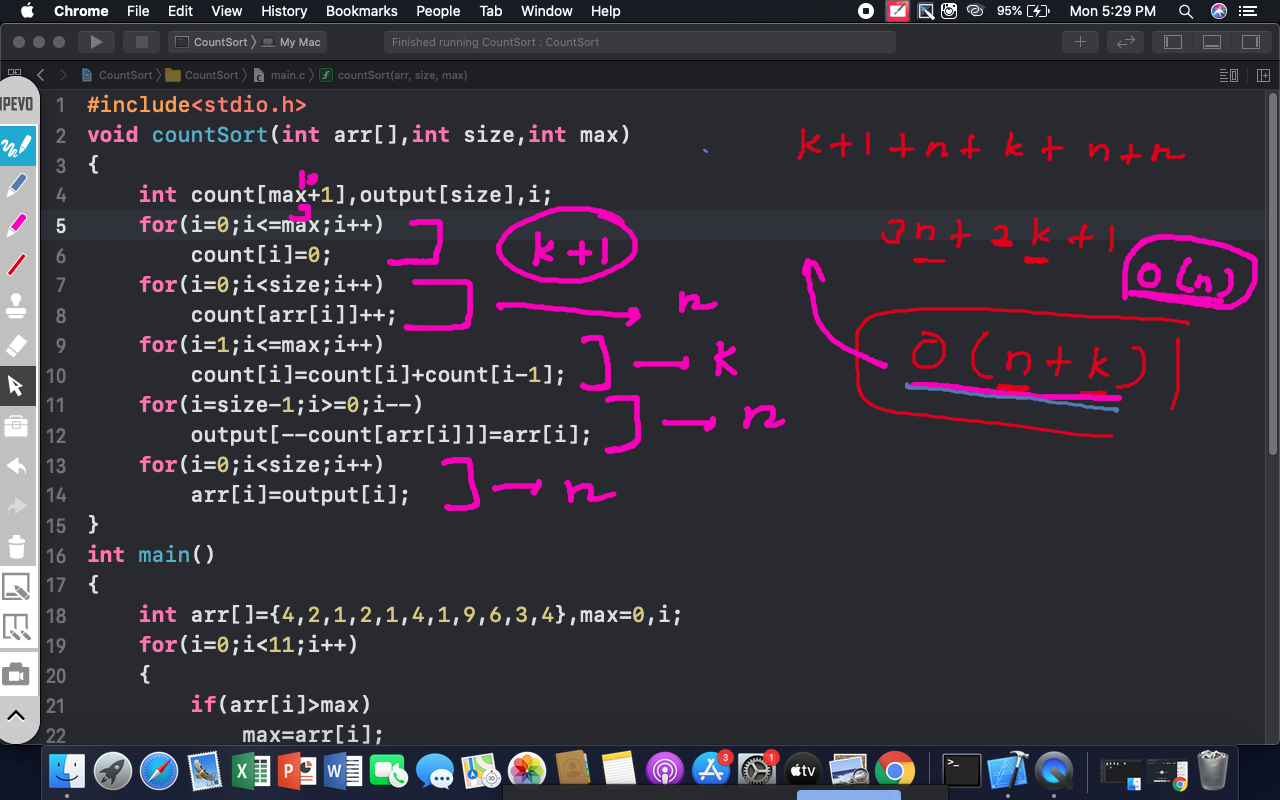 Chrome File Edit View History Bookmarks People Tab Window Help 95% Mon 5:29 PM
CountSort My Mac Finished running CountSort : CountSort
CountSort CountSort main.c countSort(arr, size, max)
IPEVO
1 #include<stdio.h>
2 void countSort(int arr[],int size,int max)
k+1+n+k+n+n
3 {
10
4 int count[max+1],output[size],i;
9
5 for(i=0;i<=max;i++)
3n+2k+1
6 count[i]=0;
k+1
O(n)
7 for(i=0;i<size;i++)
n
8 count[arr[i]]++;
9 for(i=1;i<=max;i++)
k
O(n+k)
10 count[i]=count[i]+count[i-1];
11 for(i=size-1;i>=0;i--)
n
12 output[--count[arr[i]]]=arr[i];
13 for(i=0;i<size;i++)
n
14 arr[i]=output[i];
15 }
16 int main()
17 {
18 int arr[]={4,2,1,2,1,4,1,9,6,3,4},max=0,i;
19 for(i=0;i<11;i++)
20 {
21 if(arr[i]>max)
22 max=arr[i];
3 1 tv